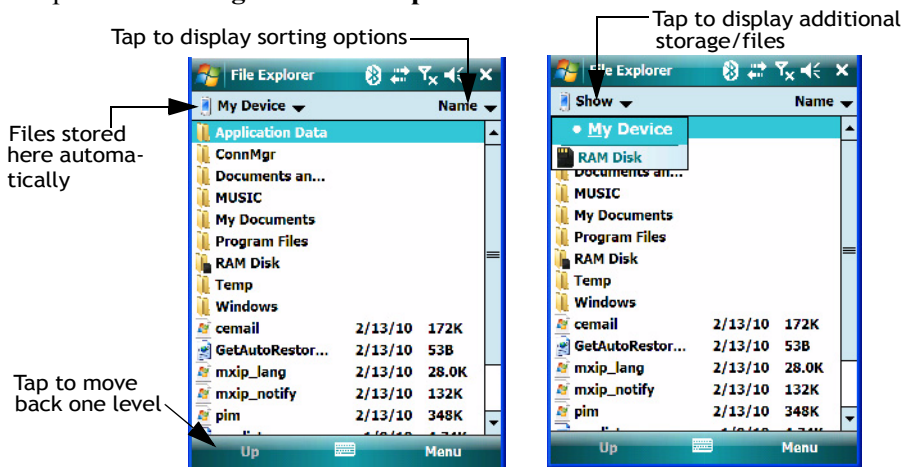 Tap to display additional
storage/files
Tap to display sorting options
File Explorer
My Device
Name
Files stored
here automa-
tically
Application Data
ConnMgr
Documents an...
MUSIC
My Documents
Program Files
RAM Disk
Temp
Windows
cemail 2/13/10 172K
GetAutoRestor... 2/13/10 53B
mxip_lang 2/13/10 28.0K
mxip_notify 2/13/10 132K
pim 2/13/10 348K
Tap to move
back one level
Up
Menu
File Explorer
Show
Name
My Device
RAM Disk
Documents an...
MUSIC
My Documents
Program Files
RAM Disk
Temp
Windows
cemail 2/13/10 172K
GetAutoRestor... 2/13/10 53B
mxip_lang 2/13/10 28.0K
mxip_notify 2/13/10 132K
pim 2/13/10 348K
Up
Menu